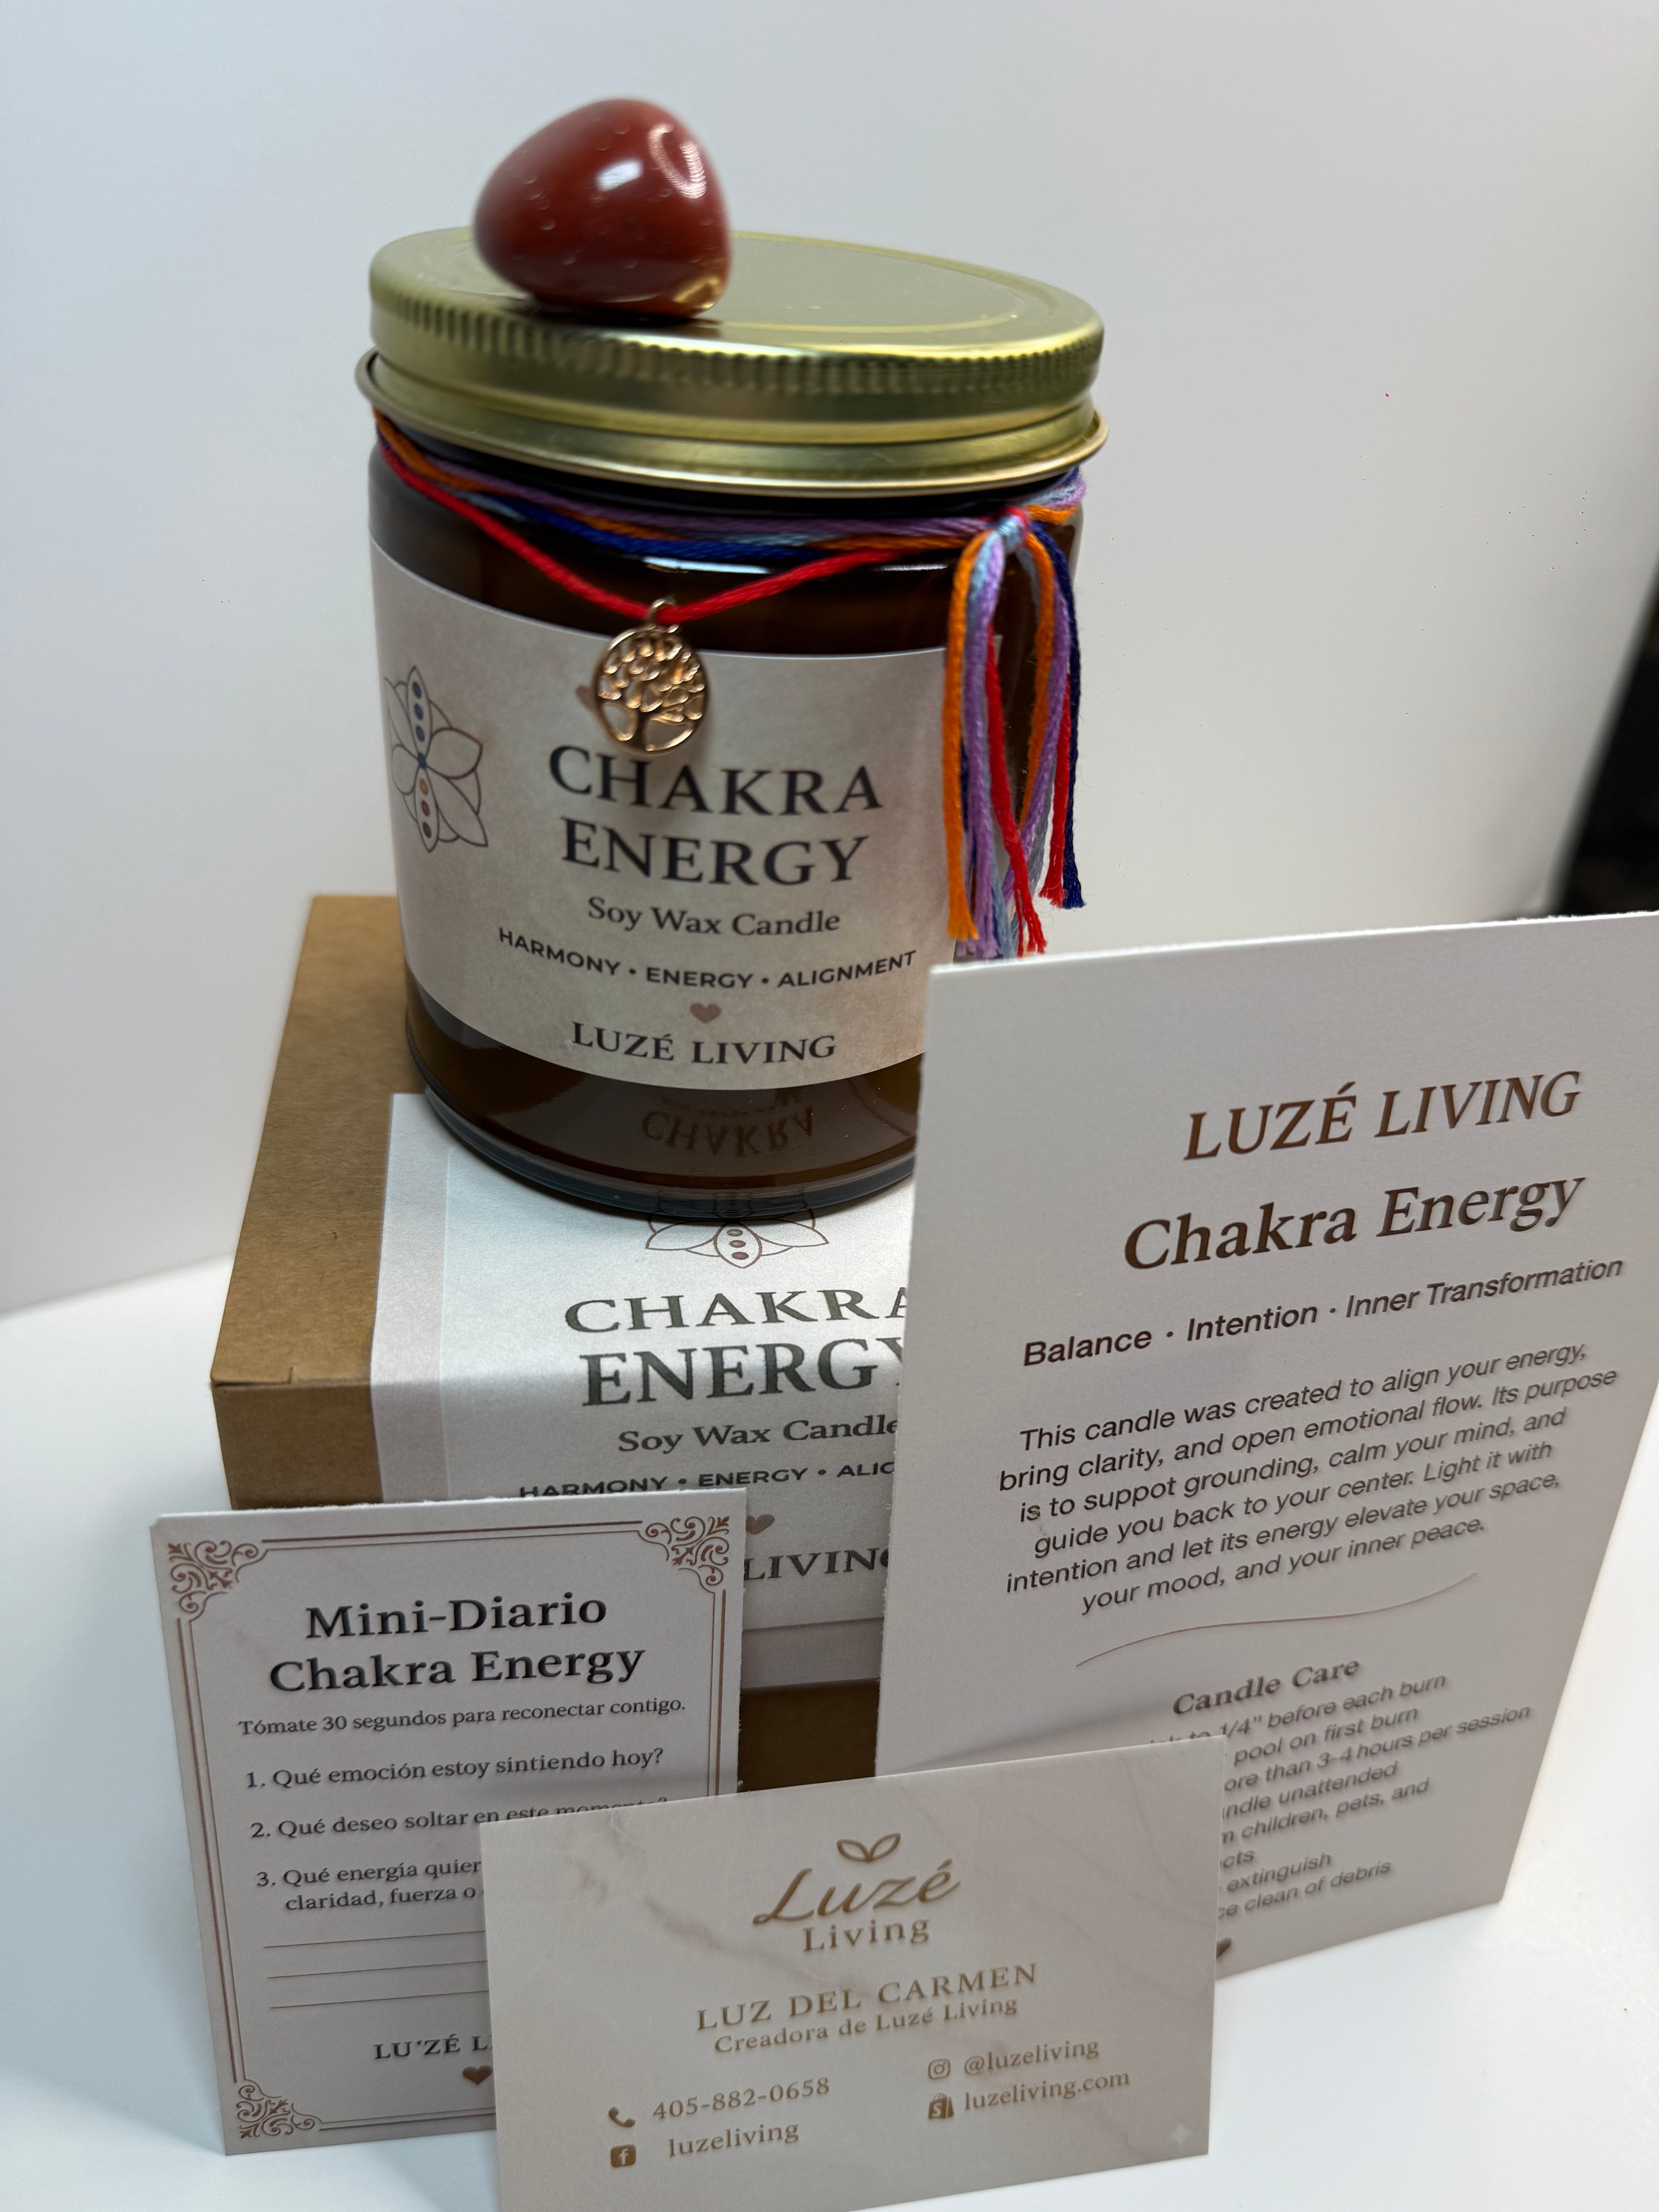 CHAKRA
ENERGY
Soy Wax Candle
HARMONY • ENERGY • ALIGNMENT
LUZÉ LIVING
CHAKRA
CHAKRA
ENERGY
Soy Wax Candle
HARMONY • ENERGY •
LIVING
LUZÉ LIVING
Chakra Energy
Balance · Intention · Inner Transformation
This candle was created to align your energy,
bring clarity, and open emotional flow. Its purpose
is to suppot grounding, calm your mind, and
guide you back to your center. Light it with
intention and let its energy elevate your space,
your mood, and your inner peace.
Candle Care
to 1/4" before each burn
pool on first burn
than 3-4 hours per session
unattended
children, pets, and
extinguish
clean of debris
Mini-Diario
Chakra Energy
Tómate 30 segundos para reconectar contigo.
1. Qué emoción estoy sintiendo hoy?
2. Qué deseo soltar en este momento?
3. Qué energía
claridad, fuerza o
LU'ZÉ
Luzé
Living
LUZ DEL CARMEN
Creadora de Luzé Living
405-882-0658
luzeliving
@luzeliving
luzeliving.com